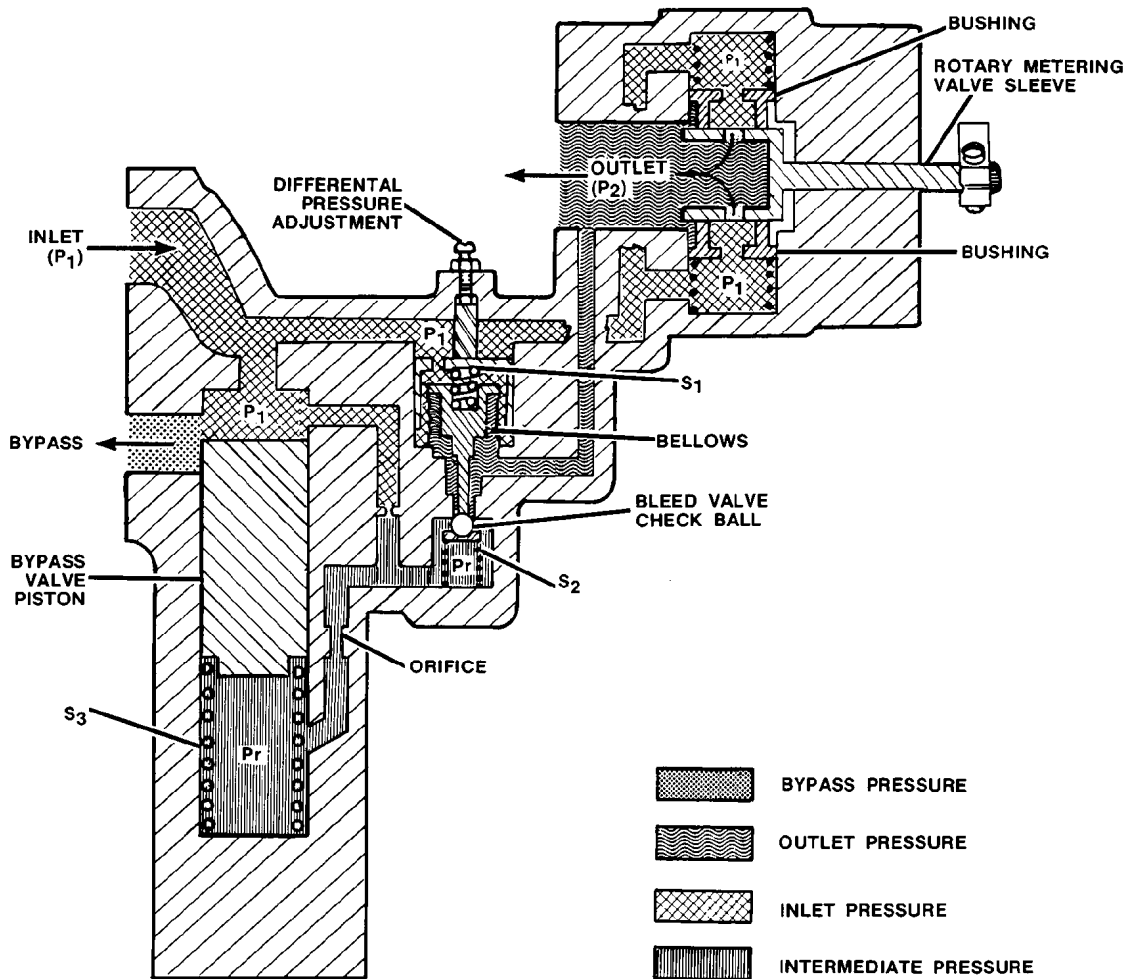 BUSHING
ROTARY METERING
VALVE SLEEVE
P1
OUTLET
(P2)
DIFFERENTAL
PRESSURE
ADJUSTMENT
INLET
(P1)
BUSHING
P1
P1
S1
P1
BYPASS
BELLOWS
BLEED VALVE
CHECK BALL
BYPASS
VALVE
PISTON
Pr
S2
ORIFICE
S3
Pr
BYPASS PRESSURE
OUTLET PRESSURE
INLET PRESSURE
INTERMEDIATE PRESSURE